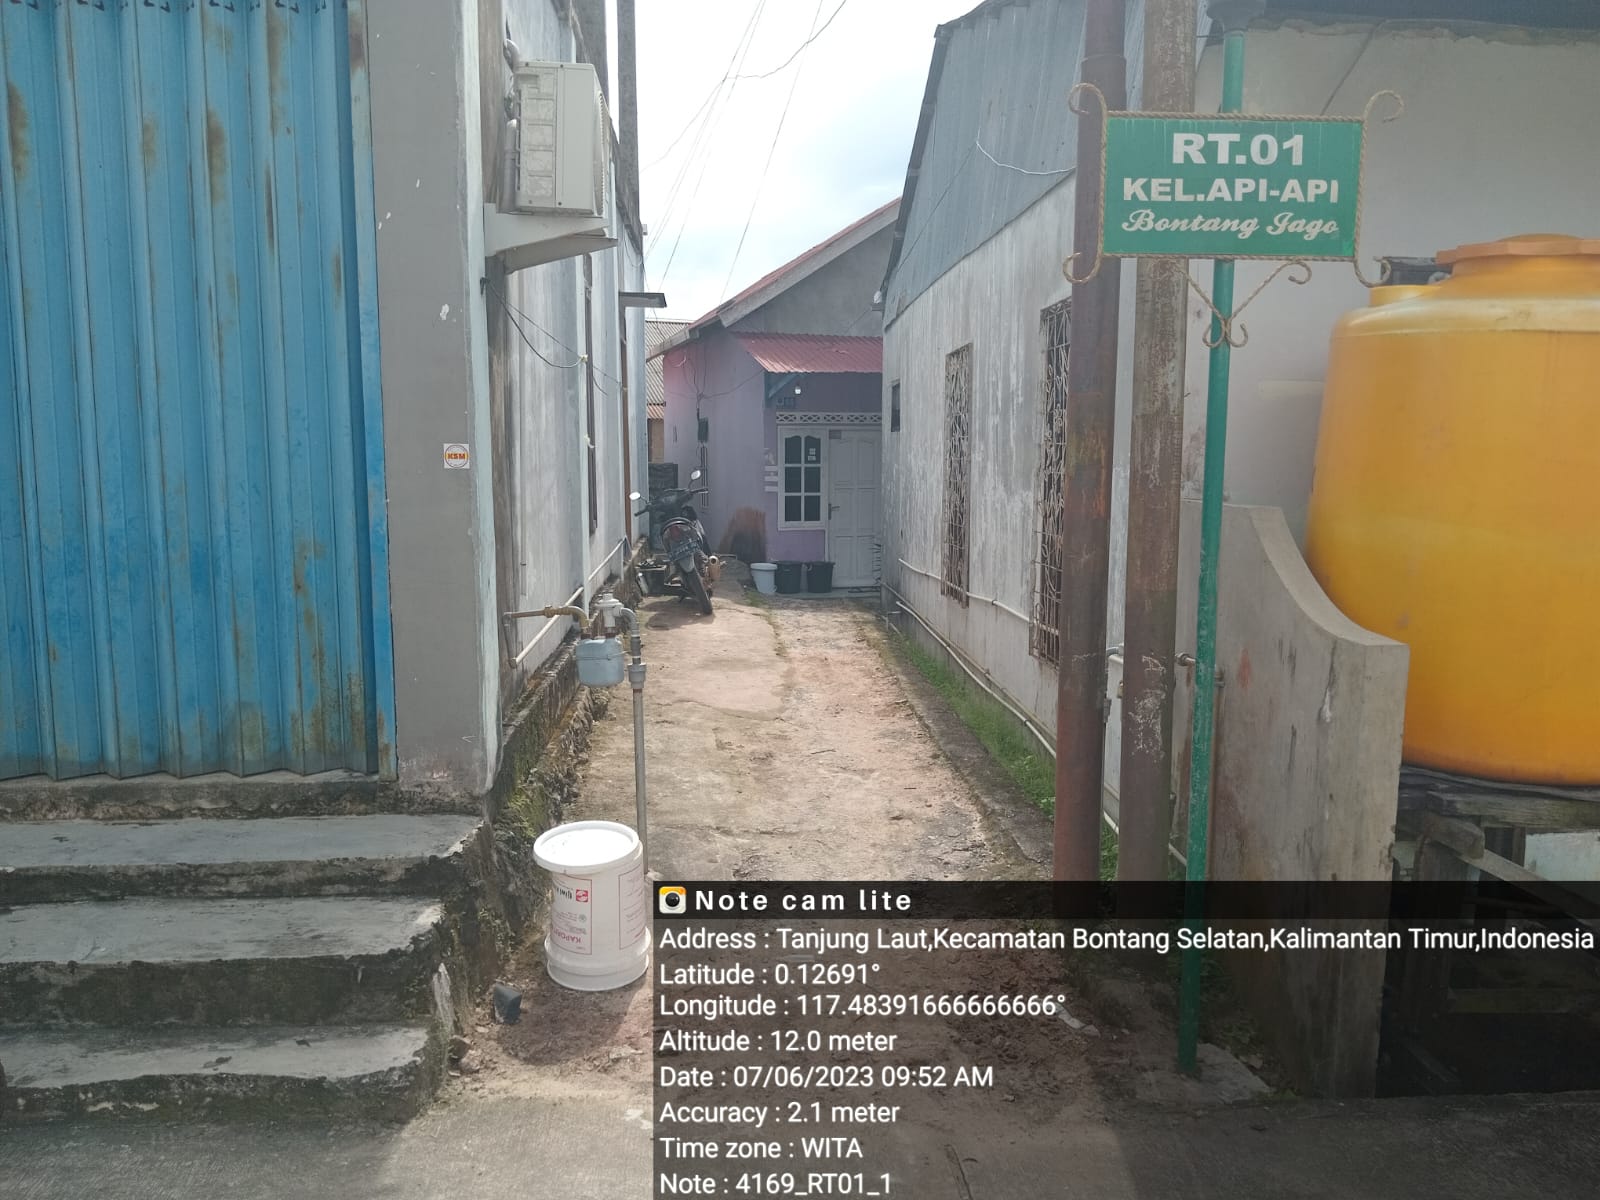 RT.01
KEL.API-API
Bontang Jago
KSM
Note cam lite
Address : Tanjung Laut,Kecamatan Bontang Selatan,Kalimantan Timur,Indonesia
Latitude : 0.12691°
Longitude : 117.48391666666666°
Altitude : 12.0 meter
Date : 07/06/2023 09:52 AM
Accuracy : 2.1 meter
Time zone : WITA
Note : 4169_RT01_1